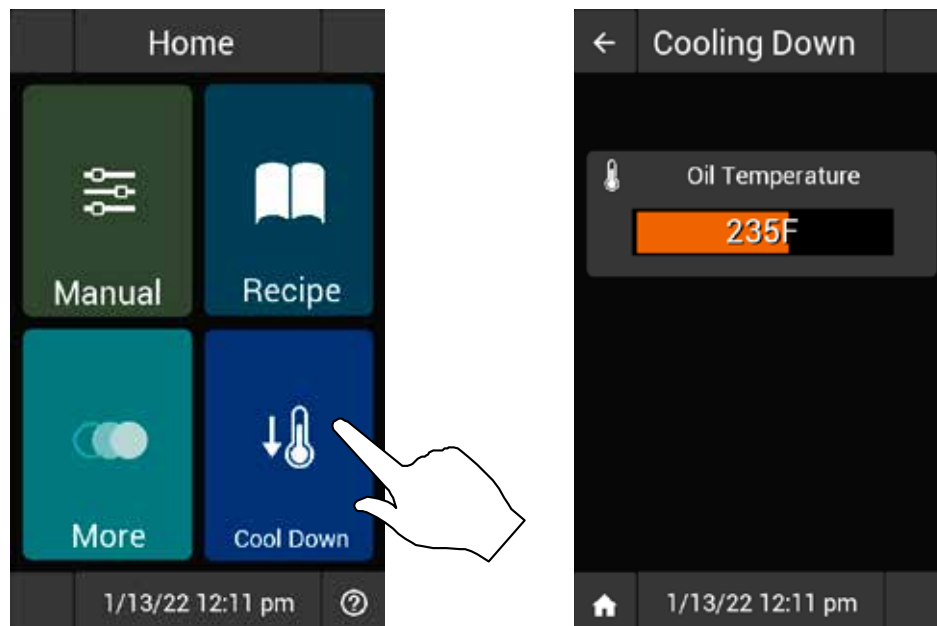 Home
Manual
Recipe
More
Cool Down
1/13/22 12:11 pm
Cooling Down
Oil Temperature
235F
1/13/22 12:11 pm